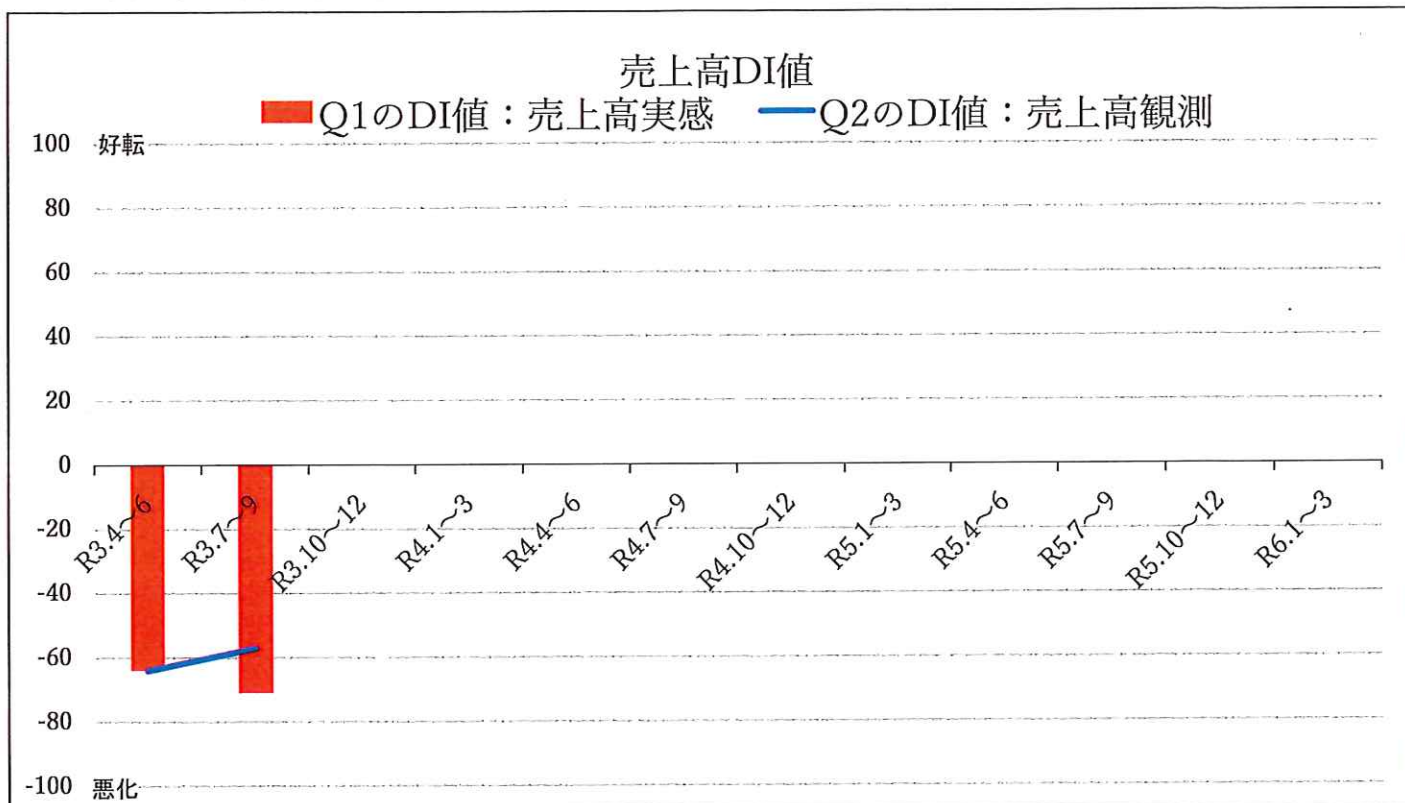 売上高DI値
Q1のDI値：売上高実感 Q2のDI値：売上高観測
100 好転
80
60
40
20
0
-20
-40
-60
-80
-100 悪化
R3.4～6
R3.7～9
R3.10～12
R4.1～3
R4.4～6
R4.7～9
R4.10～12
R5.1～3
R5.4～6
R5.7～9
R5.10～12
R6.1～3